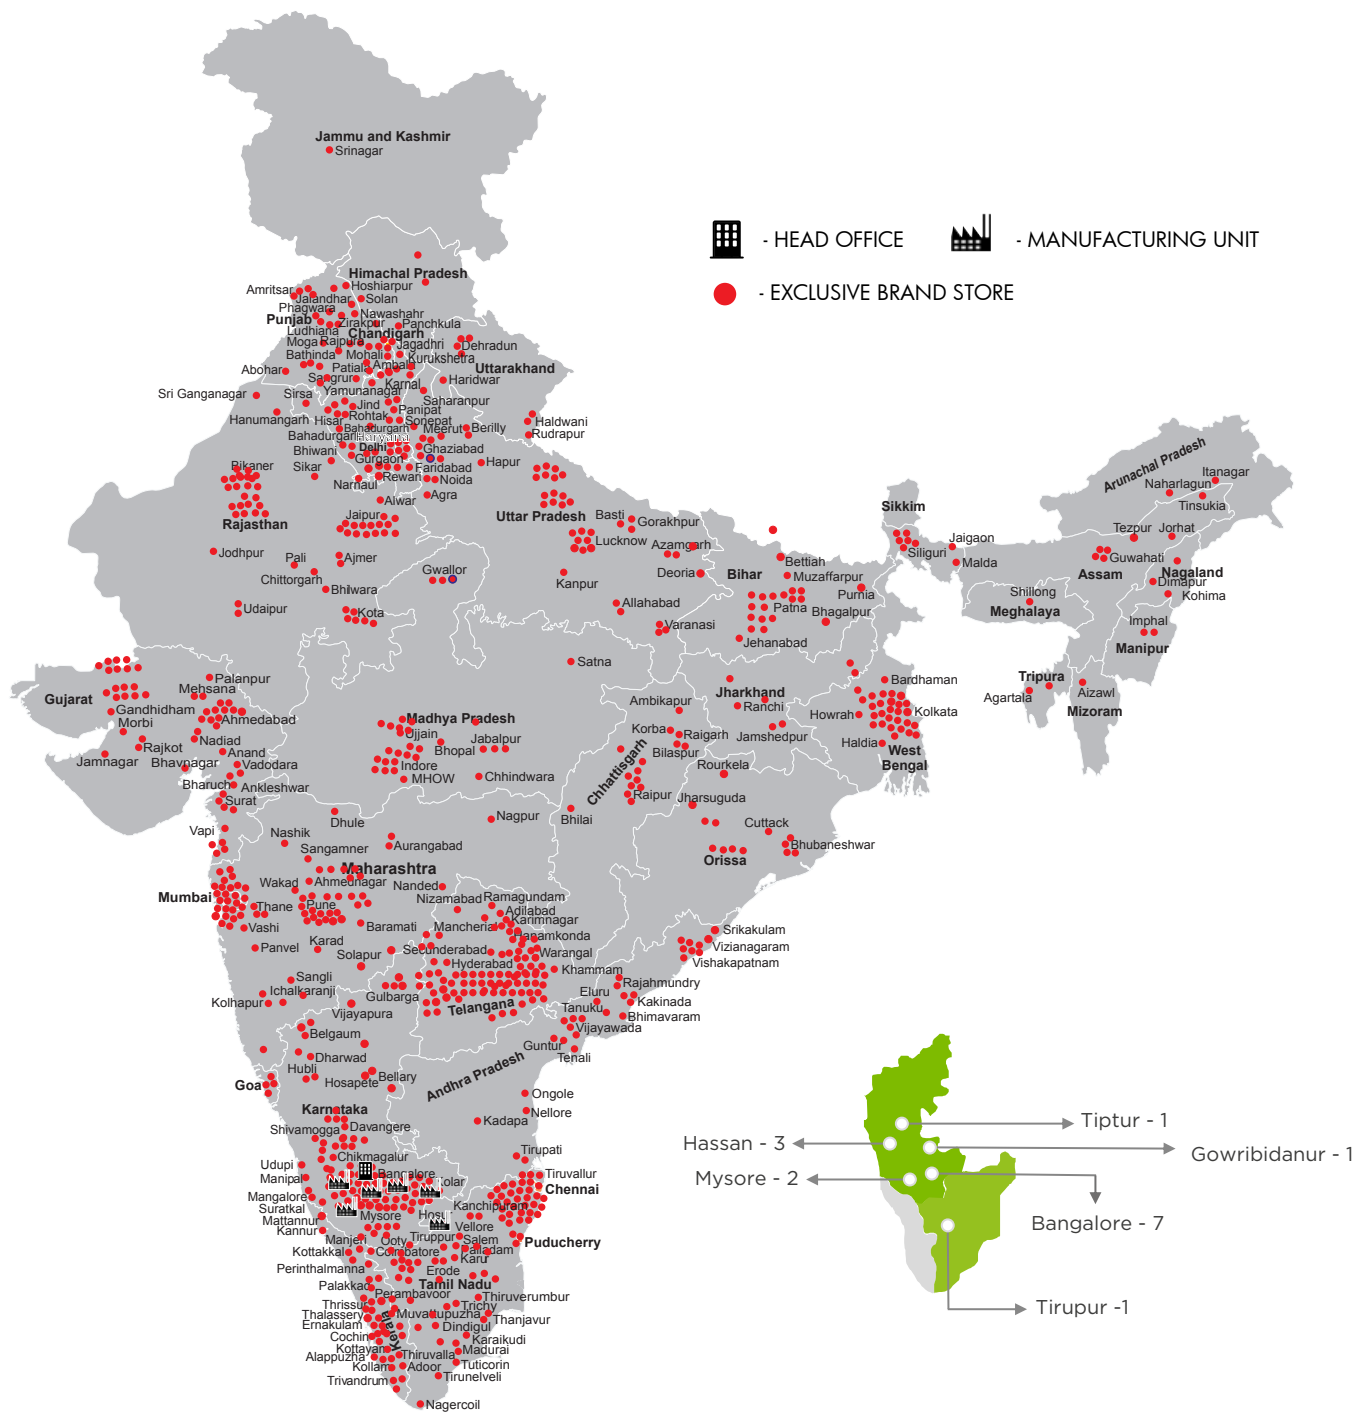 Jammu and Kashmir
Srinagar
- HEAD OFFICE
- MANUFACTURING UNIT
- EXCLUSIVE BRAND STORE
Himachal Pradesh
Hoshiarpur
Amritsar
Jalandhar
Solan
Phagwara
Nawashahr
Punjab
Zirakpur
Panchkula
Ludhiana
Chandigarh
Moga
Rajpura
Jagadhri
Dehradun
Bathinda
Mohali
Kurukshetra
Abohar
Patiala
Ambala
Uttarakhand
Sangrur
Karnal
Haridwar
Sri Ganganagar
Sirsa
Yamunanagar
Saharanpur
Hanumangarh
Hisar
Jind
Rohtak
Panipat
Sonepat
Haldwani
Rudrapur
Bahadurgarh
Bahadurgarh
Haryana
Meerut
Berilly
Bhiwani
Delhi
Ghaziabad
Gurgaon
Bikaner
Sikar
Faridabad
Hapur
Narnaul
Rewari
Noida
Agra
Alwar
Rajasthan
Jaipur
Uttar Pradesh
Basti
Gorakhpur
Lucknow
Azamgarh
Jodhpur
Pali
Ajmer
Chittorgarh
Gwallor
Kanpur
Deoria
Bihar
Bettiah
Muzaffarpur
Bhilwara
Purnia
Udaipur
Kota
Allahabad
Patna
Bhagalpur
Varanasi
Jehanabad
Sikkim
Siliguri
Jaigaon
Malda
Arunachal Pradesh
Itanagar
Naharlagun
Tinsukia
Tezpur
Jorhat
Guwahati
Assam
Nagaland
Dimapur
Kohima
Shillong
Meghalaya
Imphal
Manipur
Tripura
Agartala
Aizawl
Mizoram
Satna
Palanpur
Mehsana
Gujarat
Gandhidham
Morbi
Ahmedabad
Rajkot
Nadiad
Jamnagar
Bhavnagar
Anand
Vadodara
Bharuch
Ankleshwar
Surat
Vapi
Madhya Pradesh
Ujjain
Bhopal
Jabalpur
Indore
MHOW
Chhindwara
Ambikapur
Korba
Raigarh
Bilaspur
Chhattisgarh
Raipur
Bhilai
Jharkhand
Ranchi
Jamshedpur
Bardhaman
Howrah
Kolkata
Haldia
West
Bengal
Rourkela
Jharsuguda
Cuttack
Bhubaneshwar
Orissa
Dhule
Nashik
Nagpur
Sangamner
Aurangabad
Maharashtra
Wakad
Ahmednagar
Nanded
Mumbai
Thane
Pune
Vashi
Baramati
Panvel
Karad
Solapur
Sangli
Ichalkaranji
Kolhapur
Nizamabad
Ramagundam
Adilabad
Mancherial
Karimnagar
Hanamkonda
Secunderabad
Warangal
Hyderabad
Khammam
Gulbarga
Telangana
Vijayapura
Srikakulam
Vizianagaram
Vishakapatnam
Rajahmundry
Eluru
Kakinada
Tanuku
Bhimavaram
Vijayawada
Guntur
Tenali
Belgaum
Dharwad
Hubli
Goa
Hosapete
Bellary
Andhra Pradesh
Ongole
Nellore
Kadapa
Karnataka
Shivamogga
Davangere
Tirupati
Chikmagalur
Udupi
Bangalore
Tiruvallur
Manipal
Kolar
Chennai
Mangalore
Suratkal
Kanchipuram
Mattannur
Mysore
Hosur
Kannur
Vellore
Manjeri
Ooty
Tiruppur
Salem
Puducherry
Kottakkal
Coimbatore
Palladam
Karur
Perinthalmanna
Erode
Palakkad
Tamil Nadu
Perambavoor
Thiruverumbur
Thrissur
Trichy
Thalassery
Muvattupuzha
Thanjavur
Ernakulam
Kerala
Dindigul
Cochin
Karaikudi
Kottayam
Madurai
Alappuzha
Thiruvalla
Tuticorin
Kollam
Adoor
Trivandrum
Tirunelveli
Nagercoil
Tiptur - 1
Hassan - 3
Gowribidanur - 1
Mysore - 2
Bangalore - 7
Tirupur -1